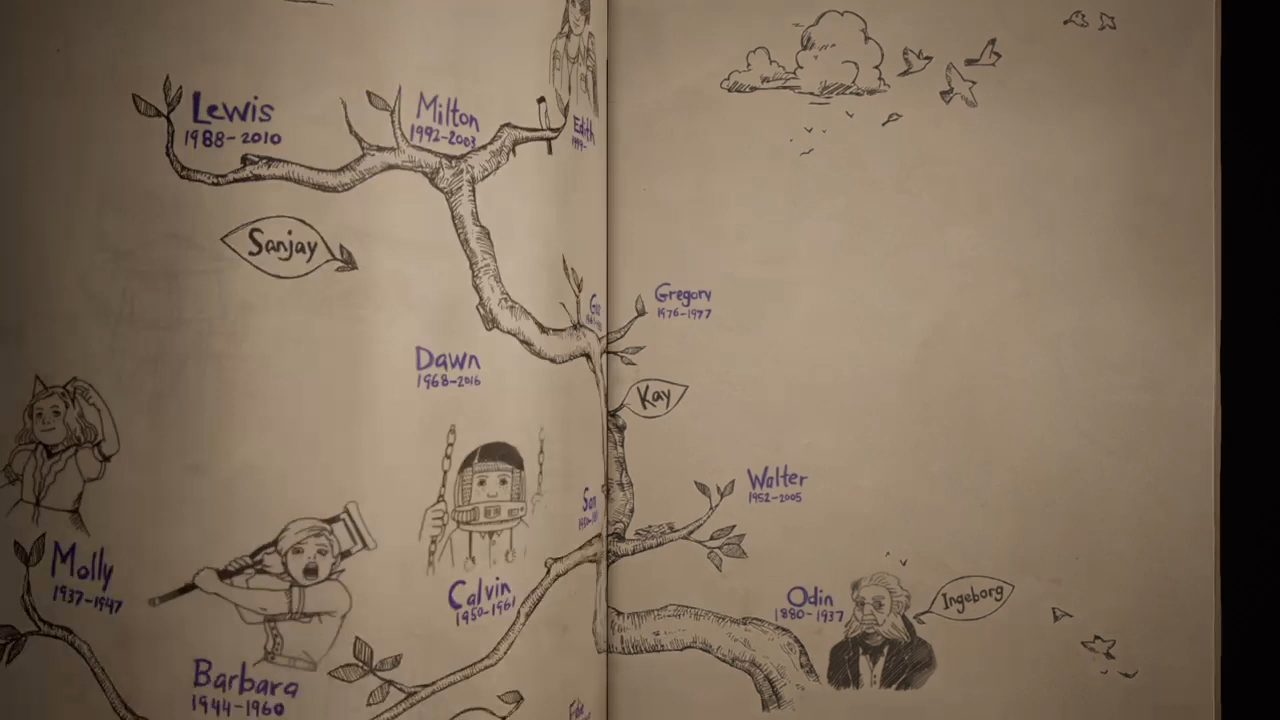 Lewis
1988-2010
Milton
1992-2003
Edith
1999-
Sanjay
Gregory
1976-1977
Dawn
1968-2016
Kay
Walter
1952-2005
Molly
1937-1947
Calvin
1950-1961
Odin
1880-1937
Ingeborg
Barbara
1944-1960